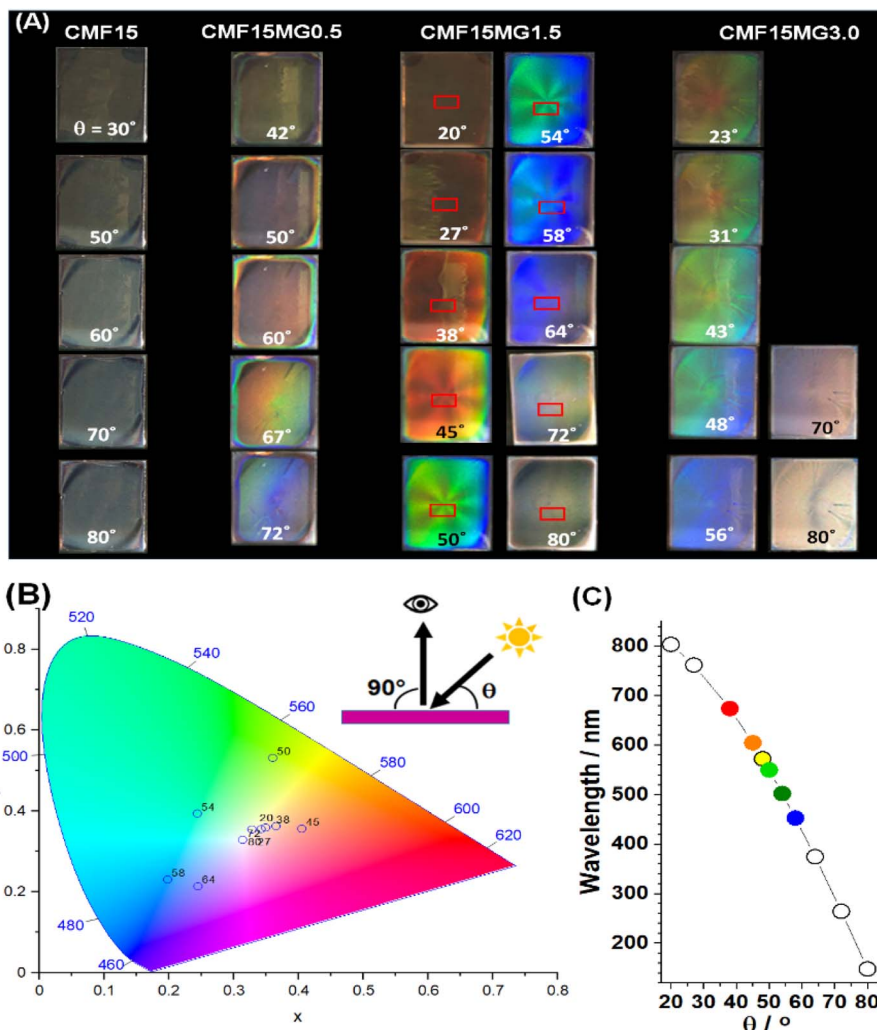 (A)
CMF15 CMF15MG0.5 CMF15MG1.5 CMF15MG3.0
θ = 30° 42° 20° 54° 23°
50° 50° 27° 58° 31°
60° 60° 38° 64° 43°
70° 67° 45° 72° 48° 70°
80° 72° 50° 80° 56° 80°
(B)
520
540
560
500
580
600
620
480
460
50
54
20 38 45
72
80 27
58
64
0.8
0.6
0.4
0.2
0
0 0.1 0.2 0.3 0.4 0.5 0.6 0.7 0.8
x
90° θ
(C)
Wavelength / nm
800
700
600
500
400
300
200
20 30 40 50 60 70 80
θ / °